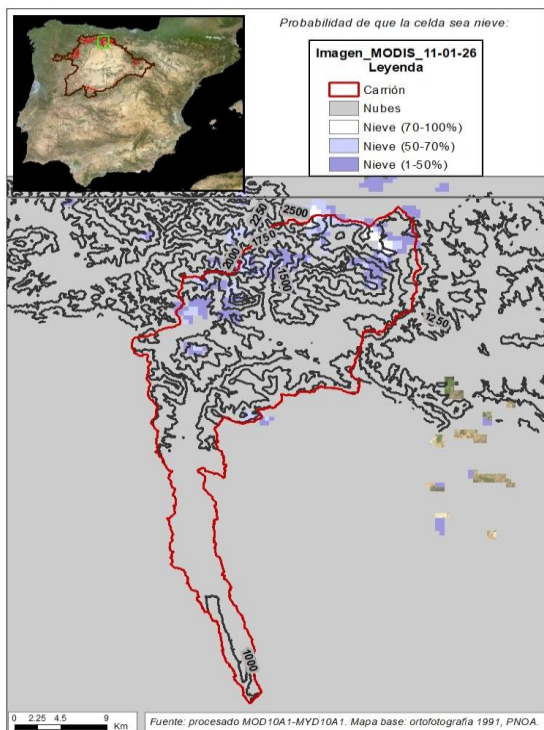 Probabilidad de que la celda sea nieve:
Imagen_MODIS_11-01-26
Leyenda
Carrión
Nubes
Nieve (70-100%)
Nieve (50-70%)
Nieve (1-50%)
2250
2500
1750
2000
1500
1250
1000
0 2.25 4.5 9
Km
Fuente: procesado MOD10A1-MYD10A1. Mapa base: ortofotografía 1991, PNOA.